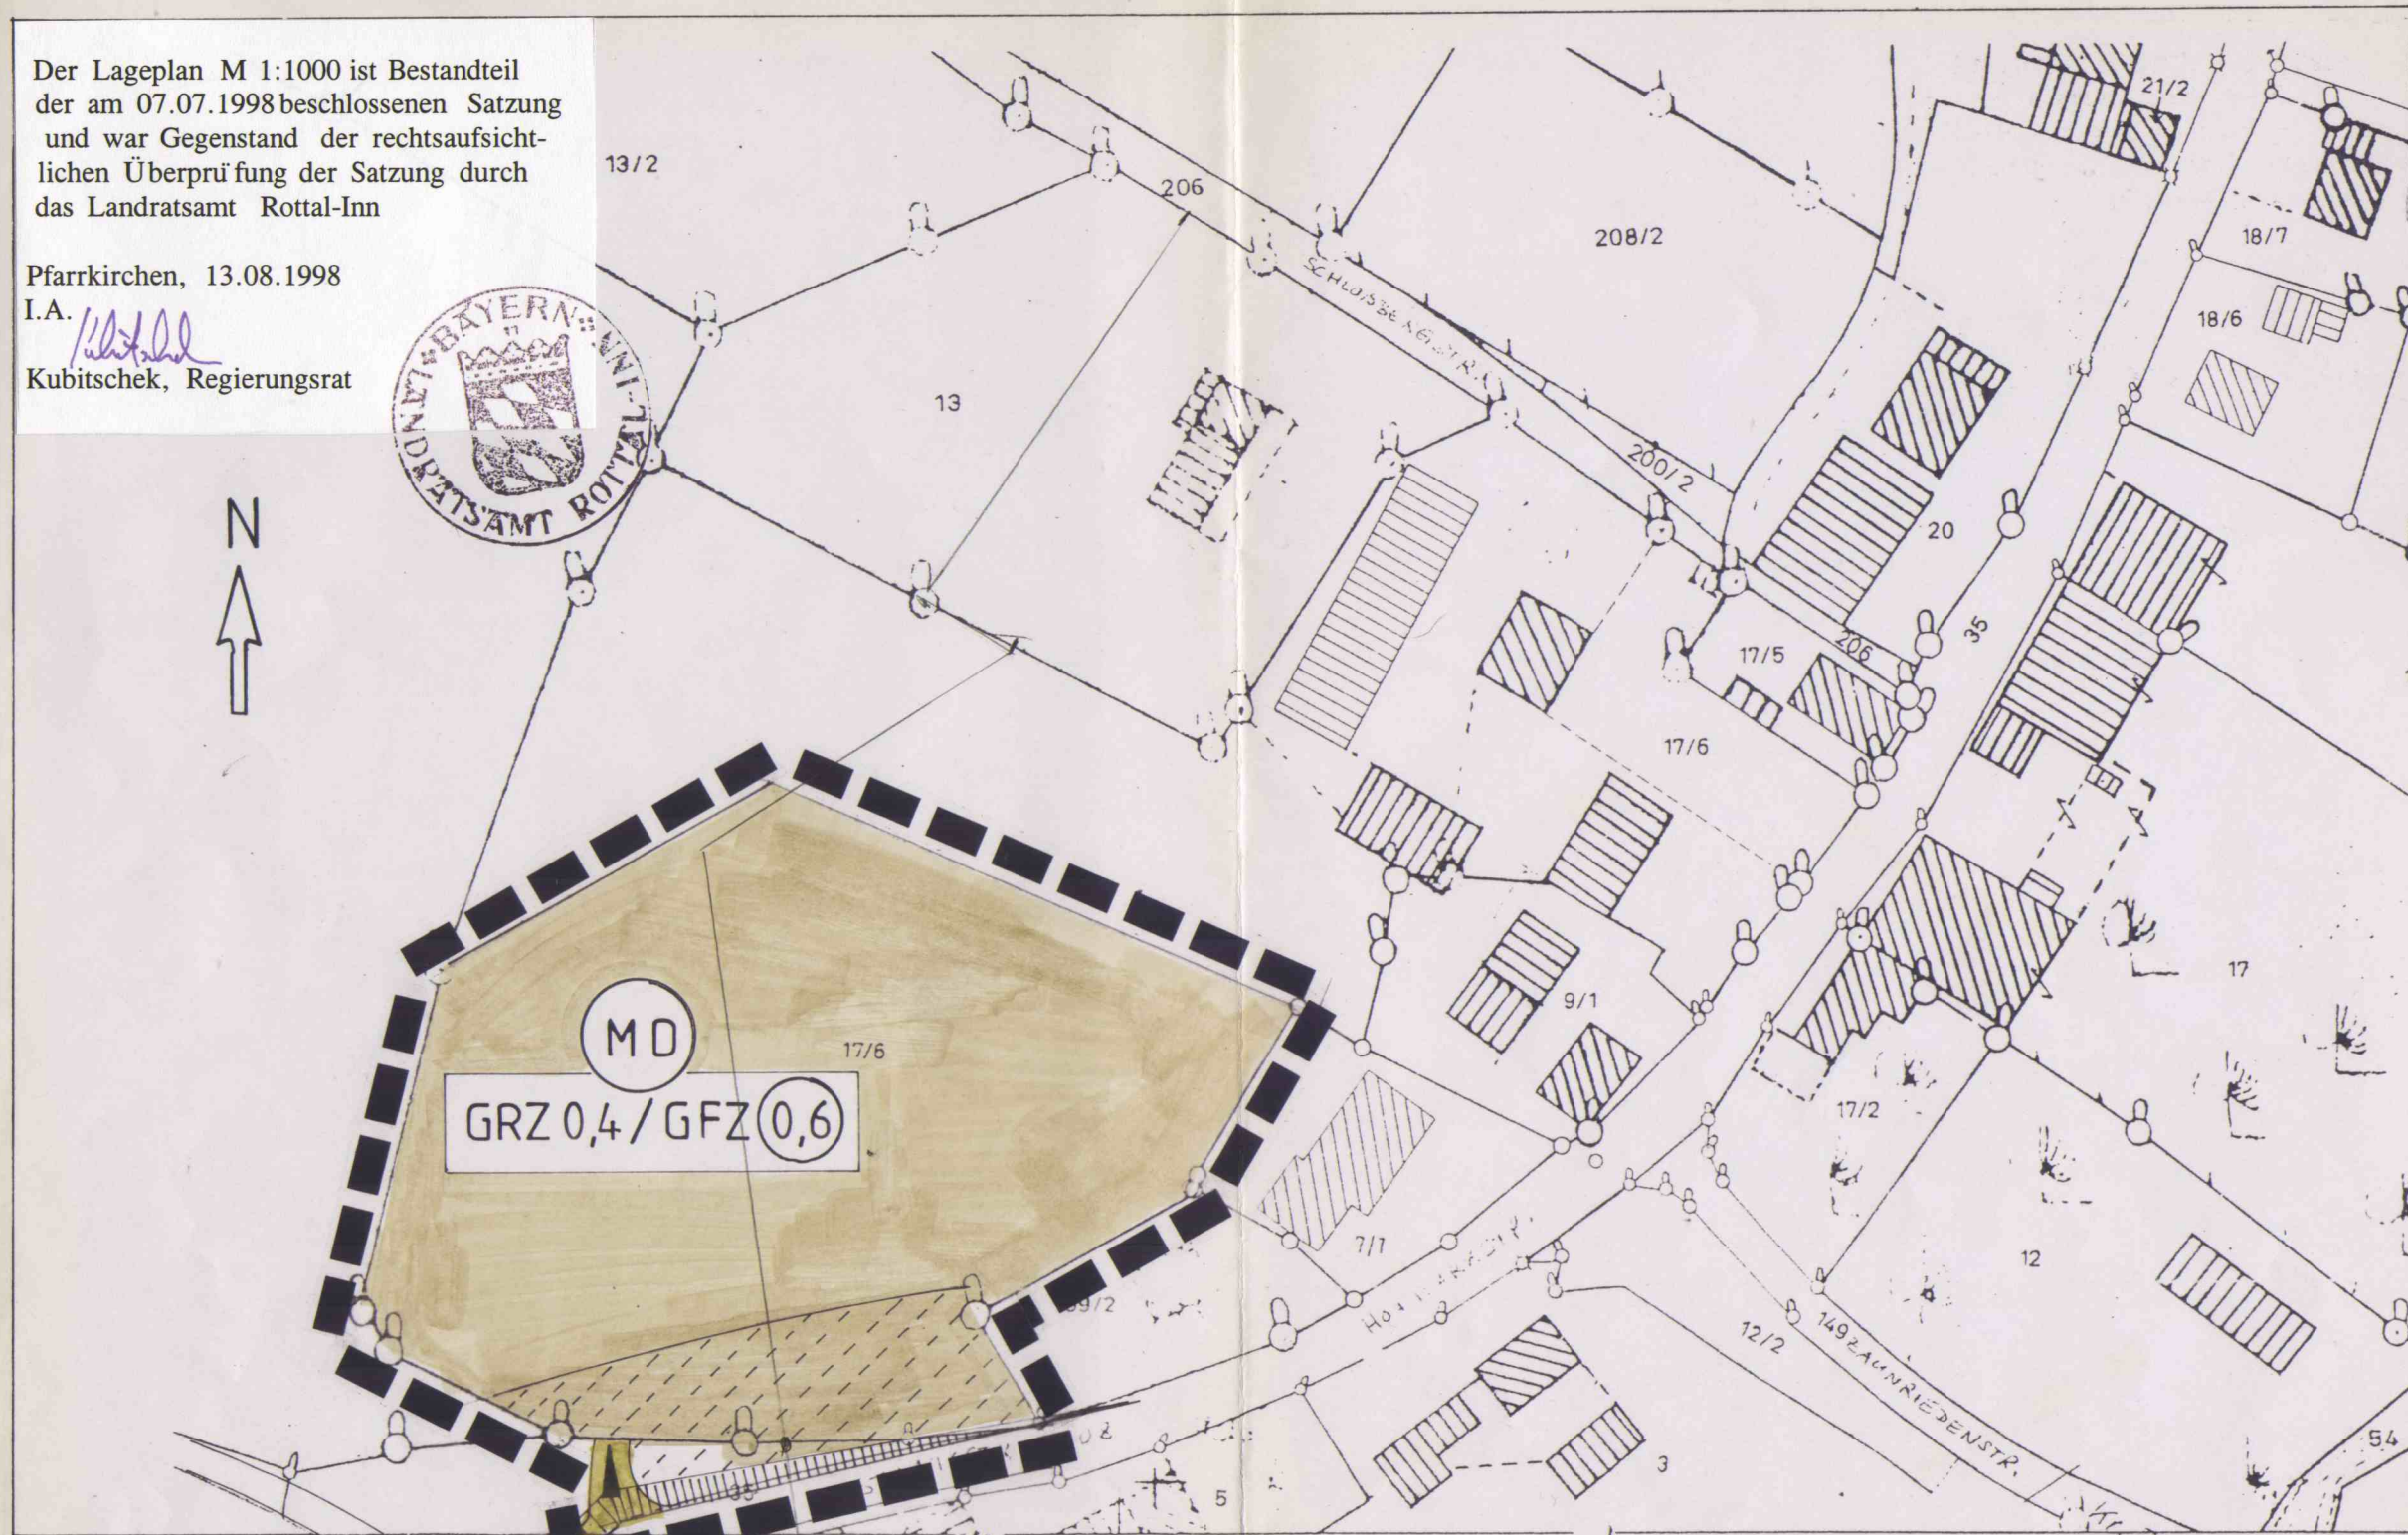 Der Lageplan M 1:1000 ist Bestandteil
der am 07.07.1998 beschlossenen Satzung
und war Gegenstand der rechtsaufsicht-
lichen Überprüfung der Satzung durch
das Landratsamt Rottal-Inn
Pfarrkirchen, 13.08.1998
I.A.
Kubitschek, Regierungsrat
BAYERN
LANDRATSAMT ROTTAL-INN
N
13/2
206
208/2
21/2
18/7
18/6
13
200/2
20
35
206
17/5
17/6
9/1
17
17/2
MD
17/6
GRZ 0,4 / GFZ 0,6
7/1
12
12/2
149 ZAUNRIEDENSTR.
3
5
35
54